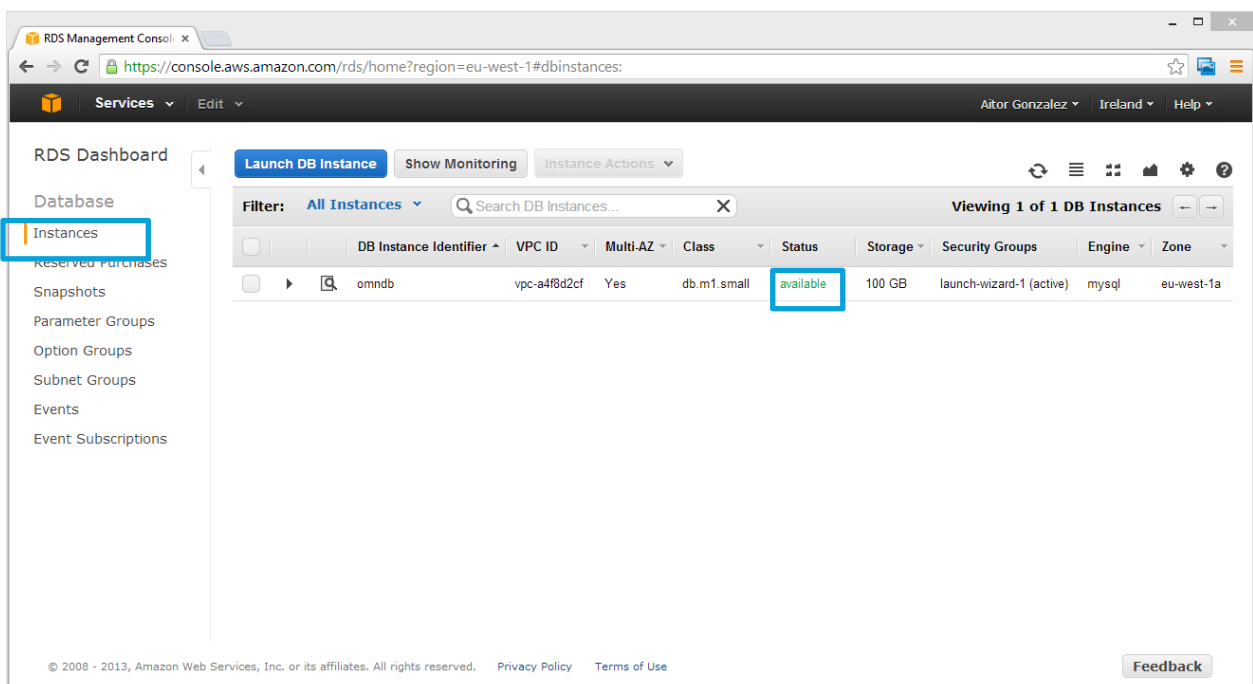 RDS Management Consol
https://console.aws.amazon.com/rds/home?region=eu-west-1#dbinstances:
Services Edit Aitor Gonzalez Ireland Help
RDS Dashboard
Launch DB Instance Show Monitoring Instance Actions
Database
Instances
Reserved Purchases
Snapshots
Parameter Groups
Option Groups
Subnet Groups
Events
Event Subscriptions
Filter: All Instances Search DB Instances... Viewing 1 of 1 DB Instances
DB Instance Identifier VPC ID Multi-AZ Class Status Storage Security Groups Engine Zone
omndb vpc-a4f8d2cf Yes db.m1.small available 100 GB launch-wizard-1 (active) mysql eu-west-1a
© 2008 - 2013, Amazon Web Services, Inc. or its affiliates. All rights reserved. Privacy Policy Terms of Use
Feedback